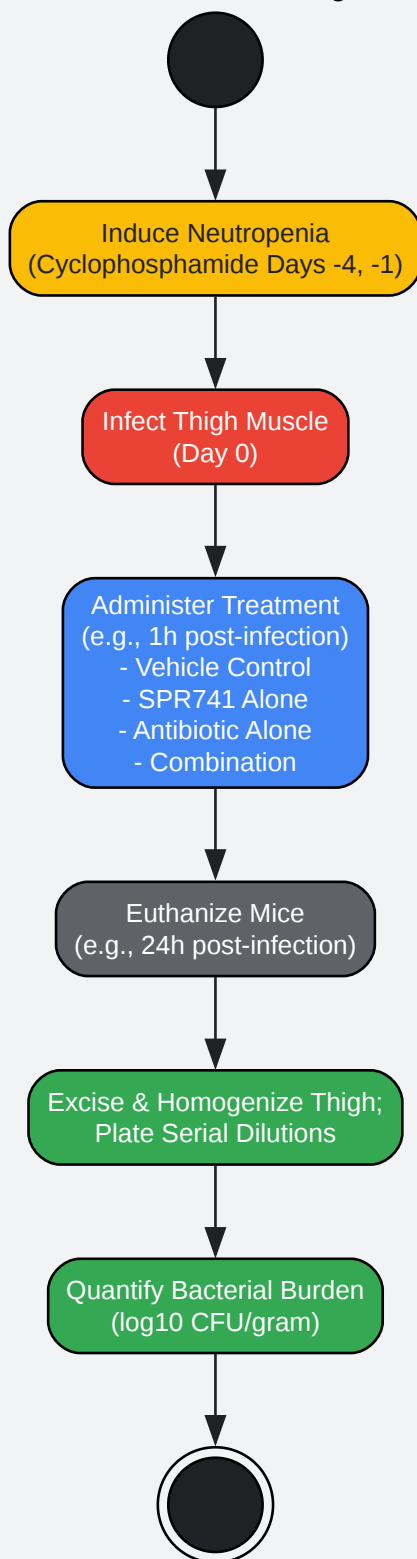 Induce Neutropenia
(Cyclophosphamide Days -4, -1)
Infect Thigh Muscle
(Day 0)
Administer Treatment
(e.g., 1h post-infection)
- Vehicle Control
- SPR741 Alone
- Antibiotic Alone
- Combination
Euthanize Mice
(e.g., 24h post-infection)
Excise & Homogenize Thigh;
Plate Serial Dilutions
Quantify Bacterial Burden
(log10 CFU/gram)